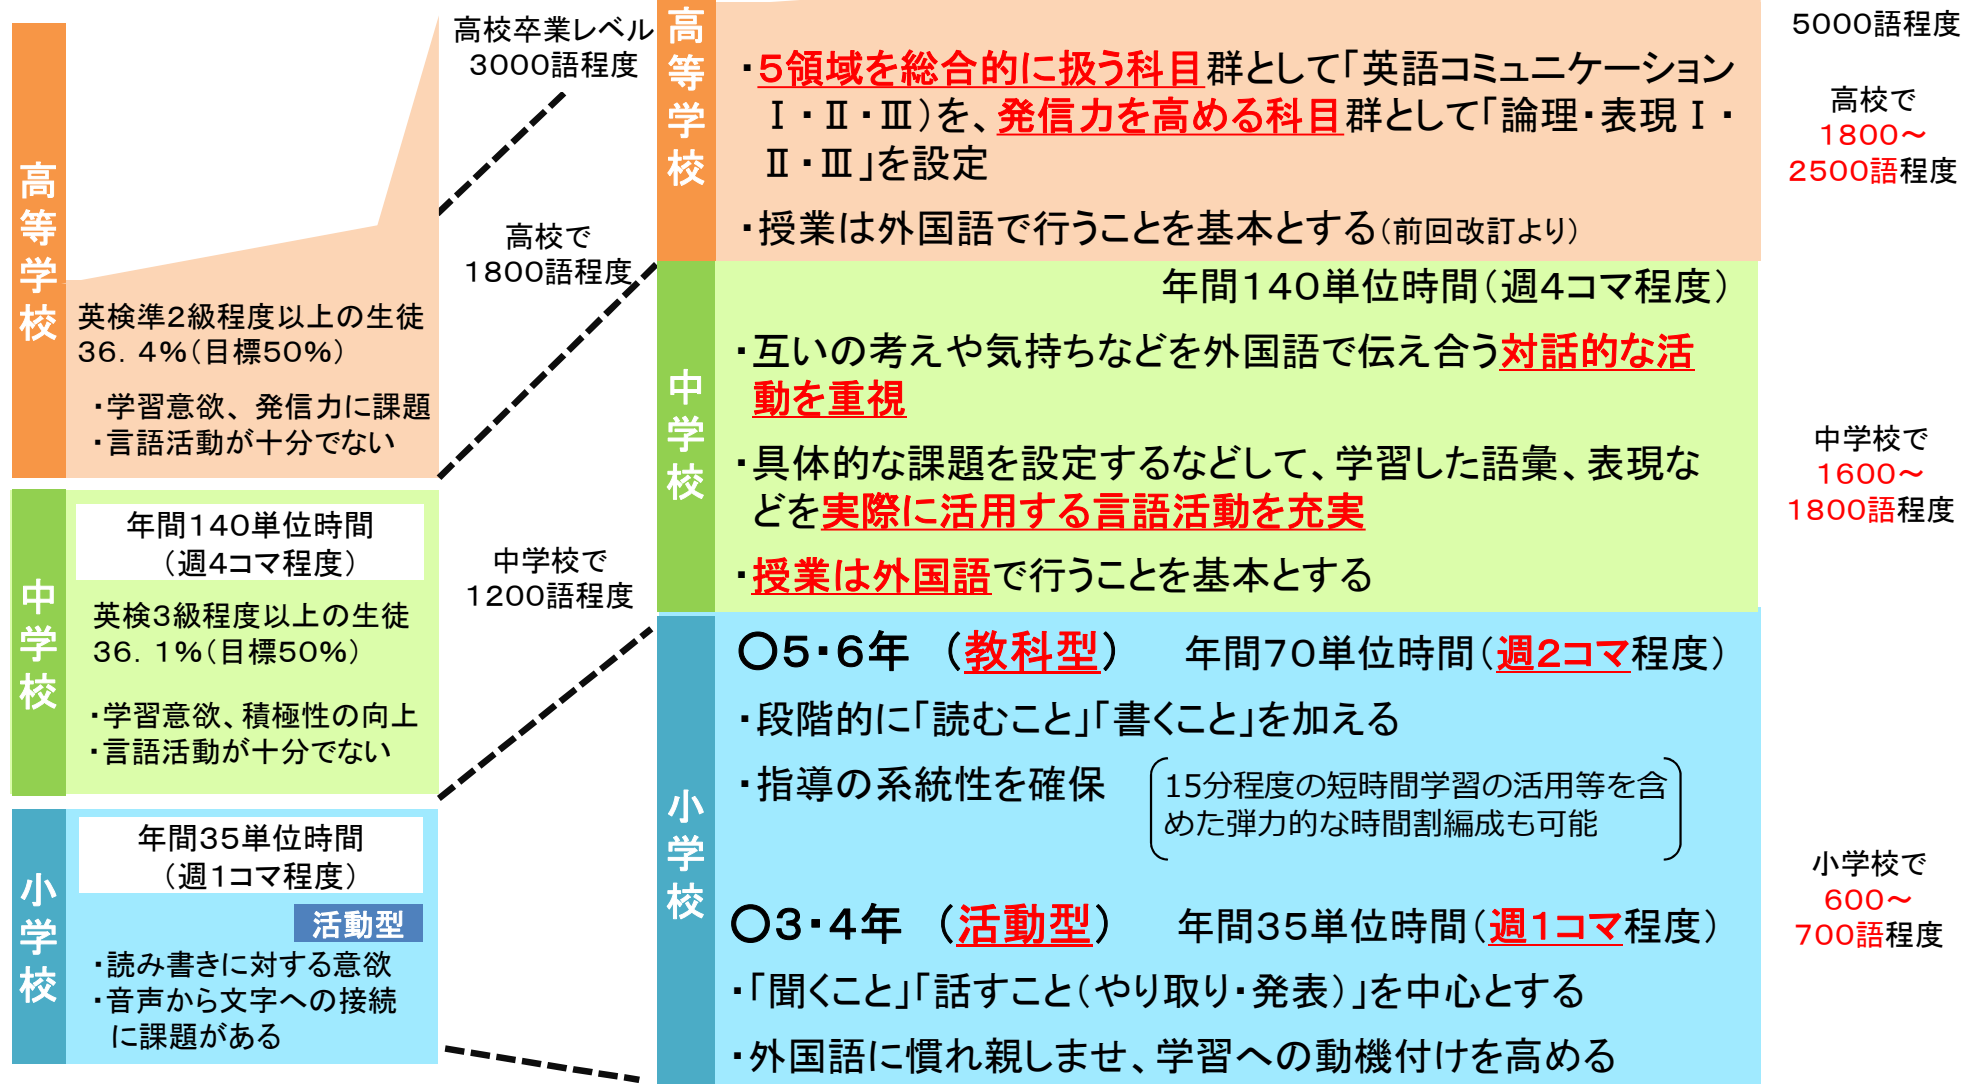 高等学校
英検準2級程度以上の生徒
36．4%（目標50%）
・学習意欲、発信力に課題
・言語活動が十分でない
中学校
年間140単位時間
（週4コマ程度）
英検3級程度以上の生徒
36．1%（目標50%）
・学習意欲、積極性の向上
・言語活動が十分でない
小学校
年間35単位時間
（週1コマ程度）
活動型
・読み書きに対する意欲
・音声から文字への接続
に課題がある
高校卒業レベル
3000語程度
高校で
1800語程度
中学校で
1200語程度
高等学校
・5領域を総合的に扱う科目群として「英語コミュニケーション
Ⅰ・Ⅱ・Ⅲ）を、発信力を高める科目群として「論理・表現Ⅰ・
Ⅱ・Ⅲ」を設定
・授業は外国語で行うことを基本とする（前回改訂より）
中学校
年間140単位時間（週4コマ程度）
・互いの考えや気持ちなどを外国語で伝え合う対話的な活
動を重視
・具体的な課題を設定するなどして、学習した語彙、表現な
どを実際に活用する言語活動を充実
・授業は外国語で行うことを基本とする
小学校
○5・6年 （教科型） 年間70単位時間（週2コマ程度）
・段階的に「読むこと」「書くこと」を加える
・指導の系統性を確保
15分程度の短時間学習の活用等を含
めた弾力的な時間割編成も可能
○3・4年 （活動型） 年間35単位時間（週1コマ程度）
・「聞くこと」「話すこと（やり取り・発表）」を中心とする
・外国語に慣れ親しませ、学習への動機付けを高める
5000語程度
高校で
1800～
2500語程度
中学校で
1600～
1800語程度
小学校で
600～
700語程度